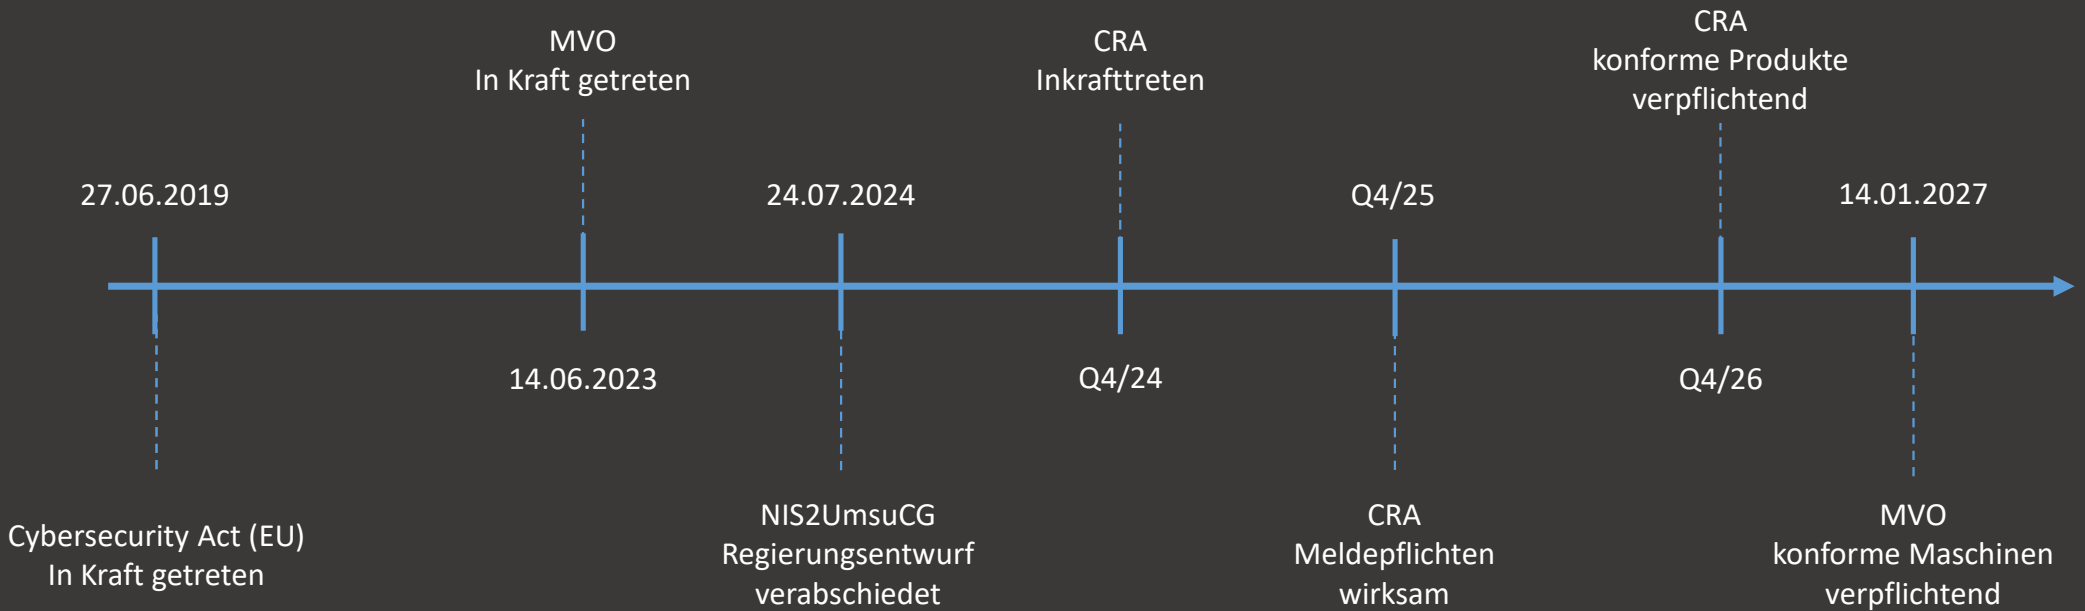 MVO
In Kraft getreten
CRA
Inkrafttreten
CRA
konforme Produkte
verpflichtend
27.06.2019
24.07.2024
Q4/25
14.01.2027
14.06.2023
Q4/24
Q4/26
Cybersecurity Act (EU)
In Kraft getreten
NIS2UmsuCG
Regierungsentwurf
verabschiedet
CRA
Meldepflichten
wirksam
MVO
konforme Maschinen
verpflichtend